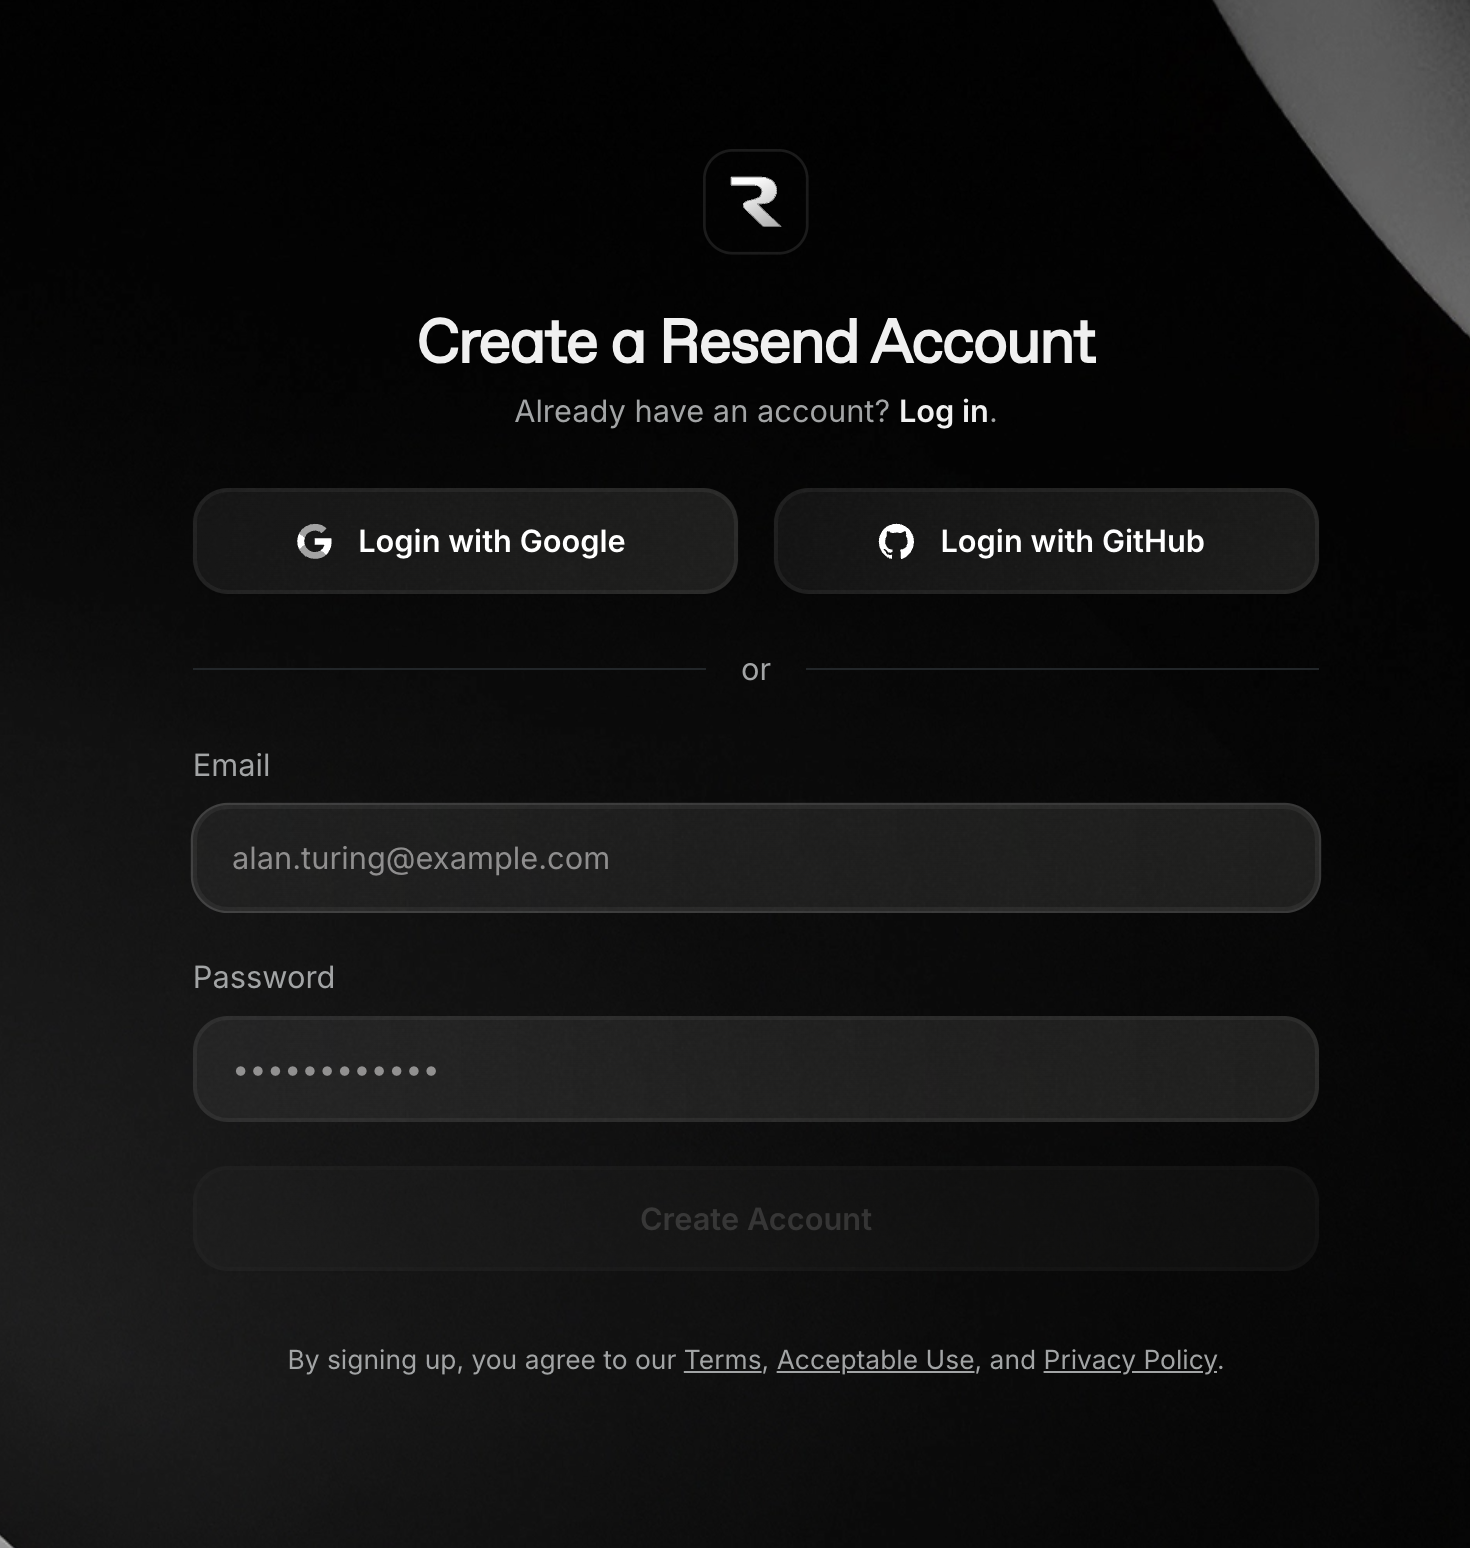 Create a Resend Account
Already have an account? Log in.
Login with Google
Login with GitHub
or
Email
alan.turing@example.com
Password
••••••••••••
Create Account
By signing up, you agree to our Terms, Acceptable Use, and Privacy Policy.